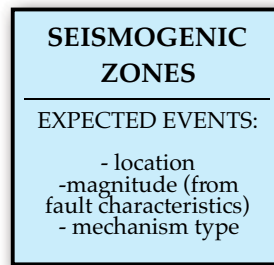 SEISMOGENIC
ZONES
EXPECTED EVENTS:
- location
-magnitude (from
fault characteristics)
- mechanism type